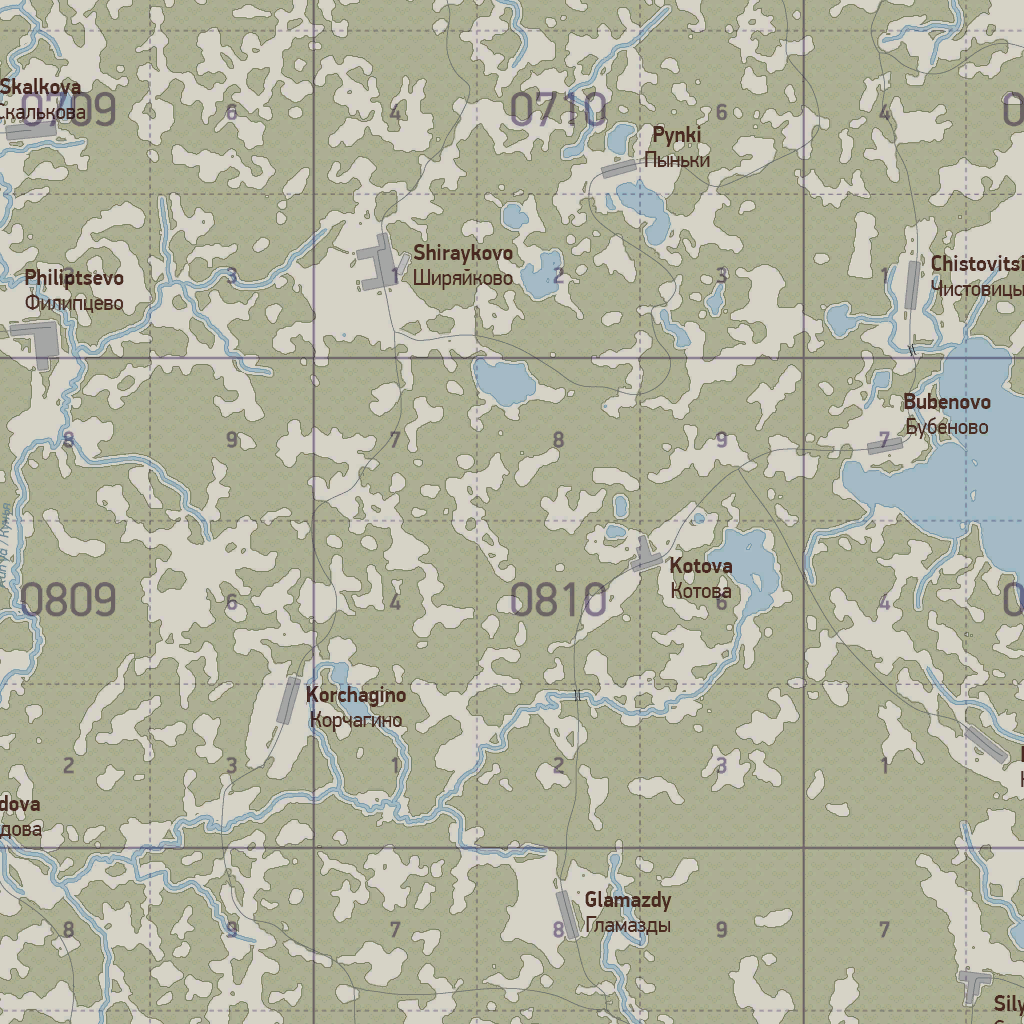 Skalkova
Скалькова
0709
6
4
0710
6
4
Pynki
Пыньки
Shiraykovo
Ширяйково
Philiptsevo
Филипцево
2
3
1
2
3
1
Chistovitsi
Чистовицы
Bubenovo
Бубеново
8
9
7
8
9
7
Kotova
Котова
0809
6
4
0810
6
4
Korchagino
Корчагино
2
3
1
2
3
1
dova
дова
Glamazdy
Гламазды
8
9
7
8
9
7
Sily